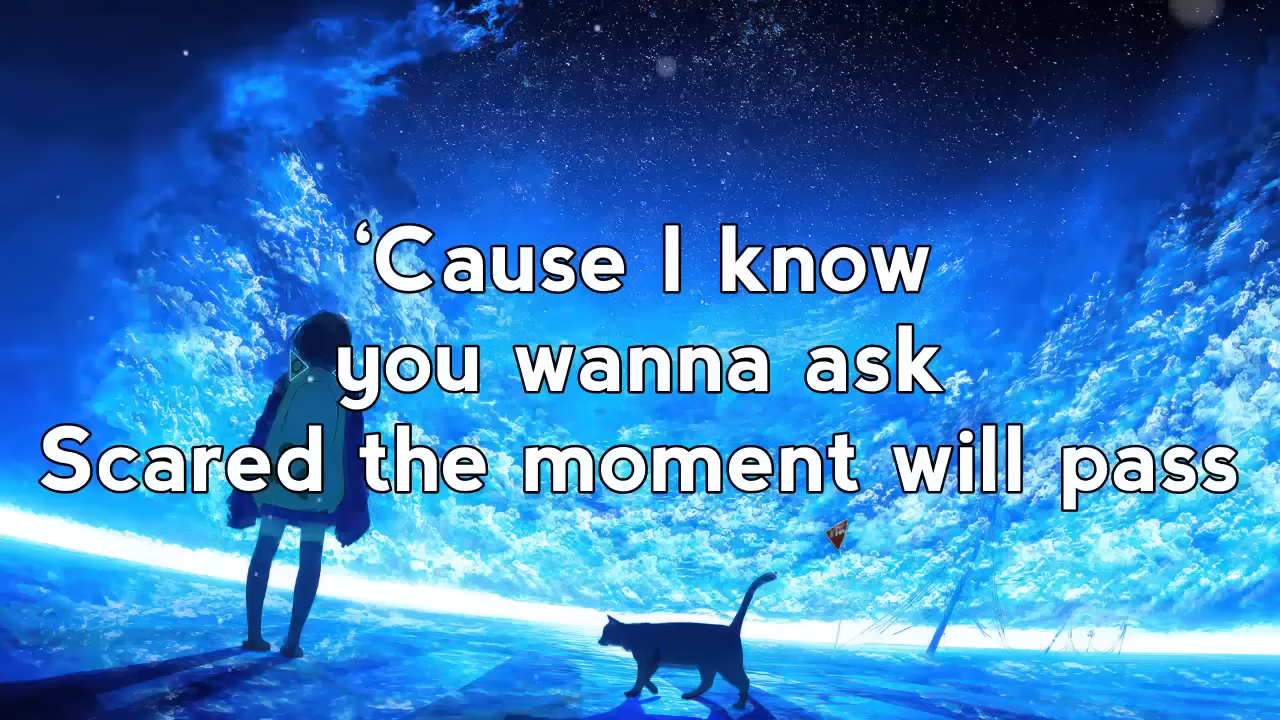 ‘Cause I know
you wanna ask
Scared the moment will pass